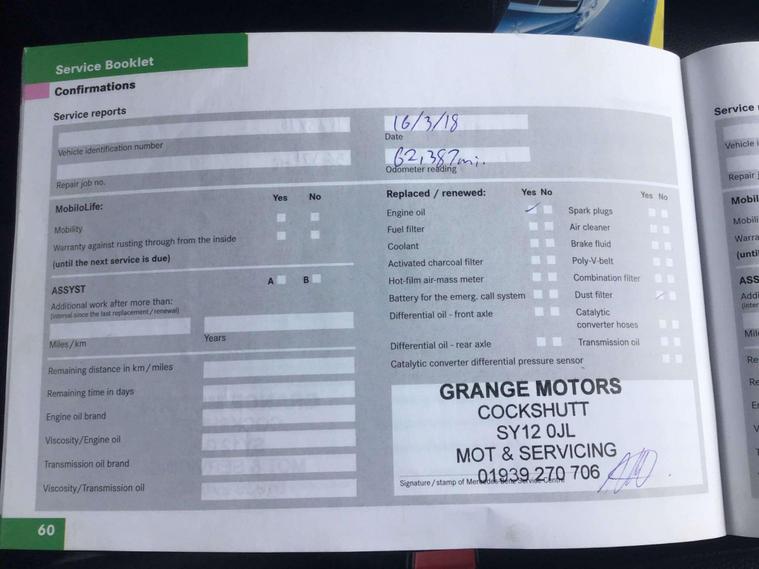 Service Booklet
Confirmations
Service reports
Vehicle identification number
Repair job no.
16/3/18
Date
62,387mi.
Odometer reading
MobiloLife:
Yes No
Mobility
Warranty against rusting through from the inside
(until the next service is due)
ASSYST
A B
Additional work after more than:
(interval since the last replacement / renewal)
Miles/km
Years
Remaining distance in km/miles
Remaining time in days
Engine oil brand
Viscosity/Engine oil
Transmission oil brand
Viscosity/Transmission oil
Replaced / renewed:
Yes No
Engine oil
Fuel filter
Coolant
Activated charcoal filter
Hot-film air-mass meter
Battery for the emerg. call system
Differential oil - front axle
Differential oil - rear axle
Catalytic converter differential pressure sensor
Yes No
Spark plugs
Air cleaner
Brake fluid
Poly-V-belt
Combination filter
Dust filter
Catalytic
converter hoses
Transmission oil
GRANGE MOTORS
COCKSHUTT
SY12 0JL
MOT & SERVICING
01939 270 706
Signature/stamp of Mercedes-Benz Service Centre
60
Service
Vehicle
Repair